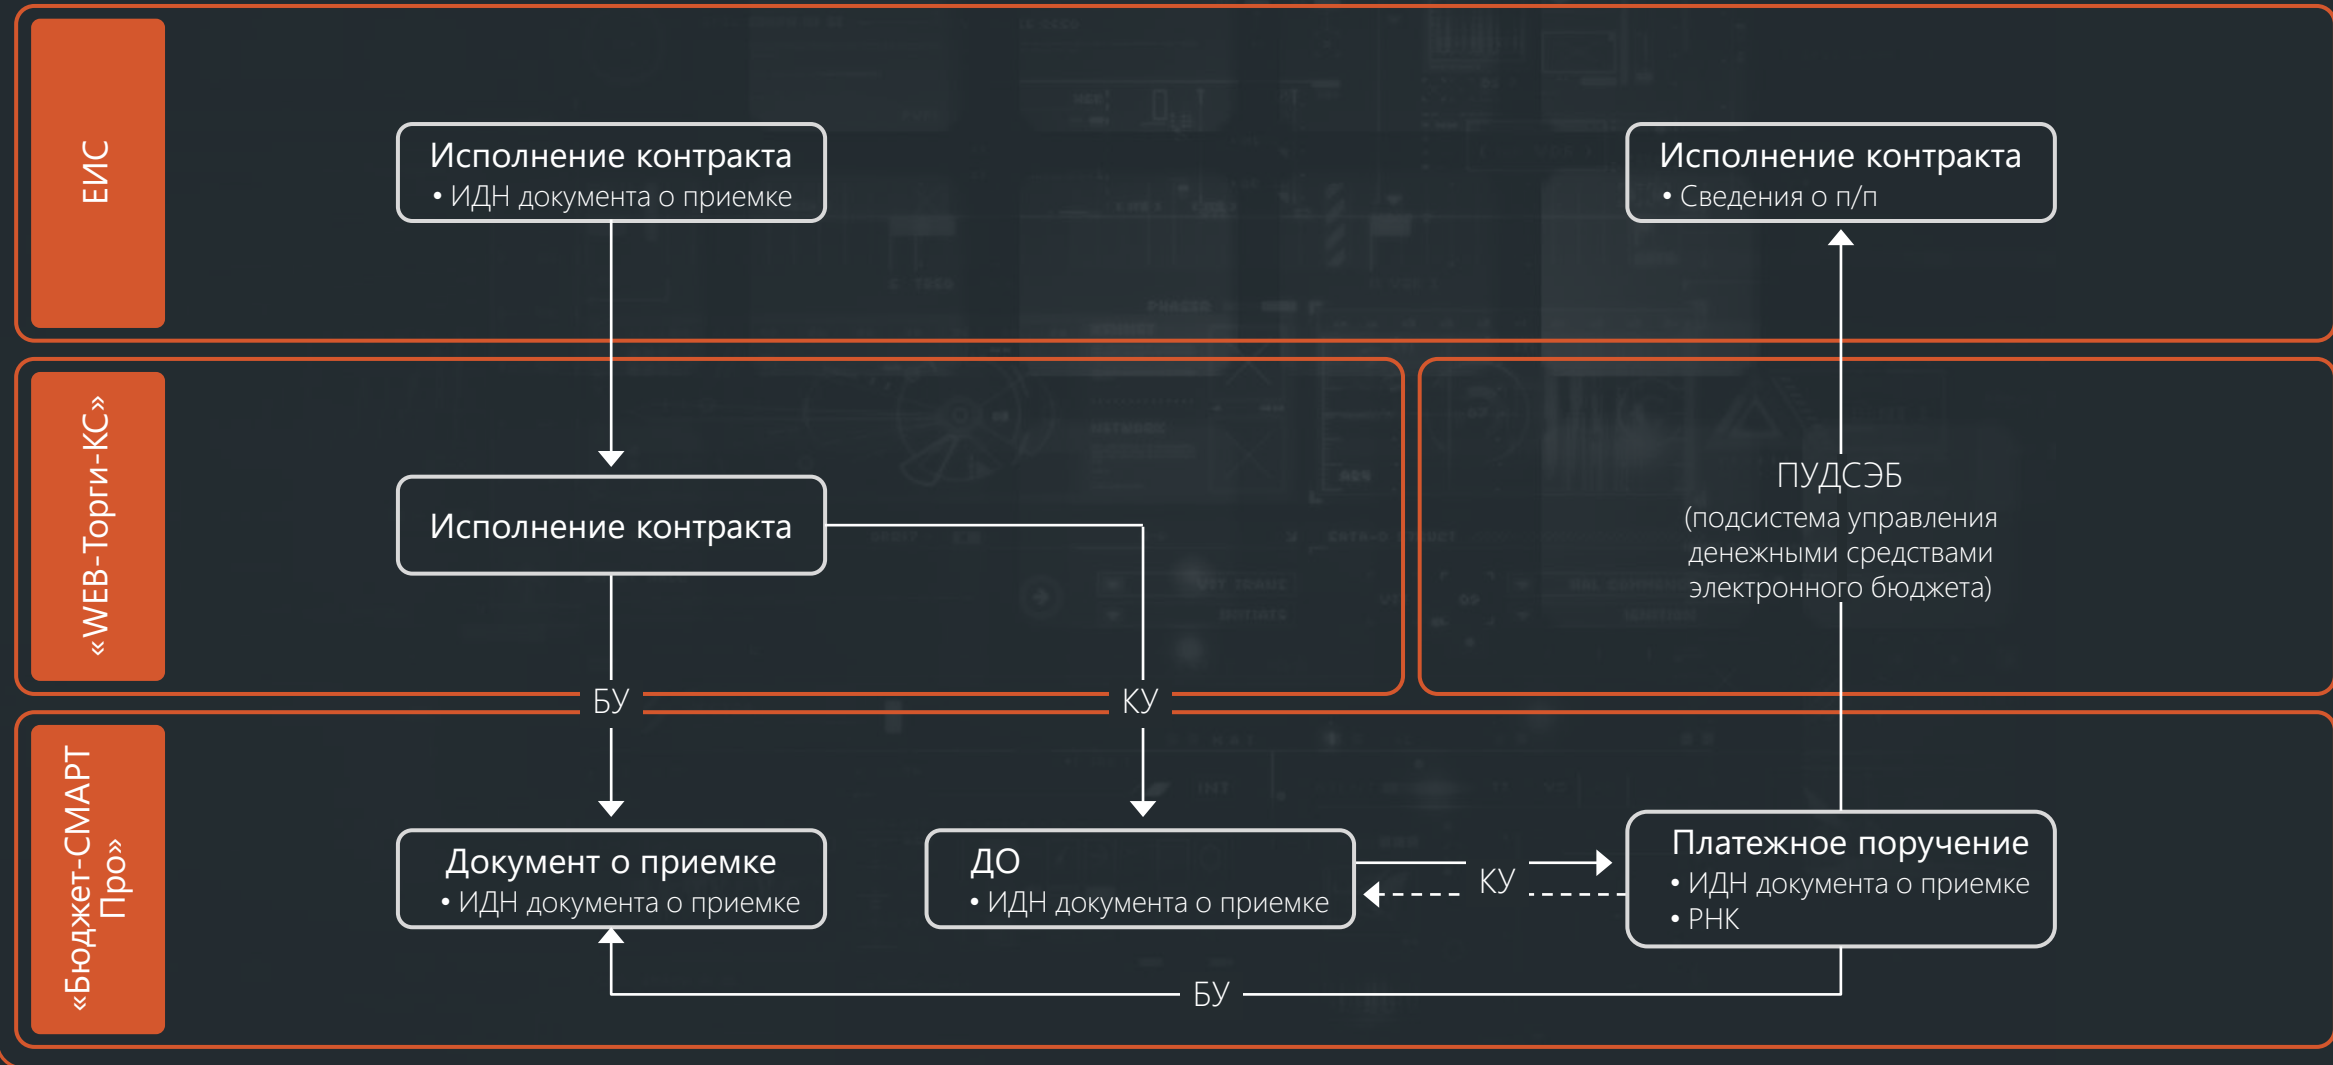 ЕИС
Исполнение контракта
• ИДН документа о приемке
Исполнение контракта
• Сведения о п/п
«WEB-Торги-КС»
Исполнение контракта
ПУДСЭБ
(подсистема управления
денежными средствами
электронного бюджета)
БУ
КУ
«Бюджет-СМАРТ
Про»
Документ о приемке
• ИДН документа о приемке
ДО
• ИДН документа о приемке
КУ
Платежное поручение
• ИДН документа о приемке
• РНК
БУ